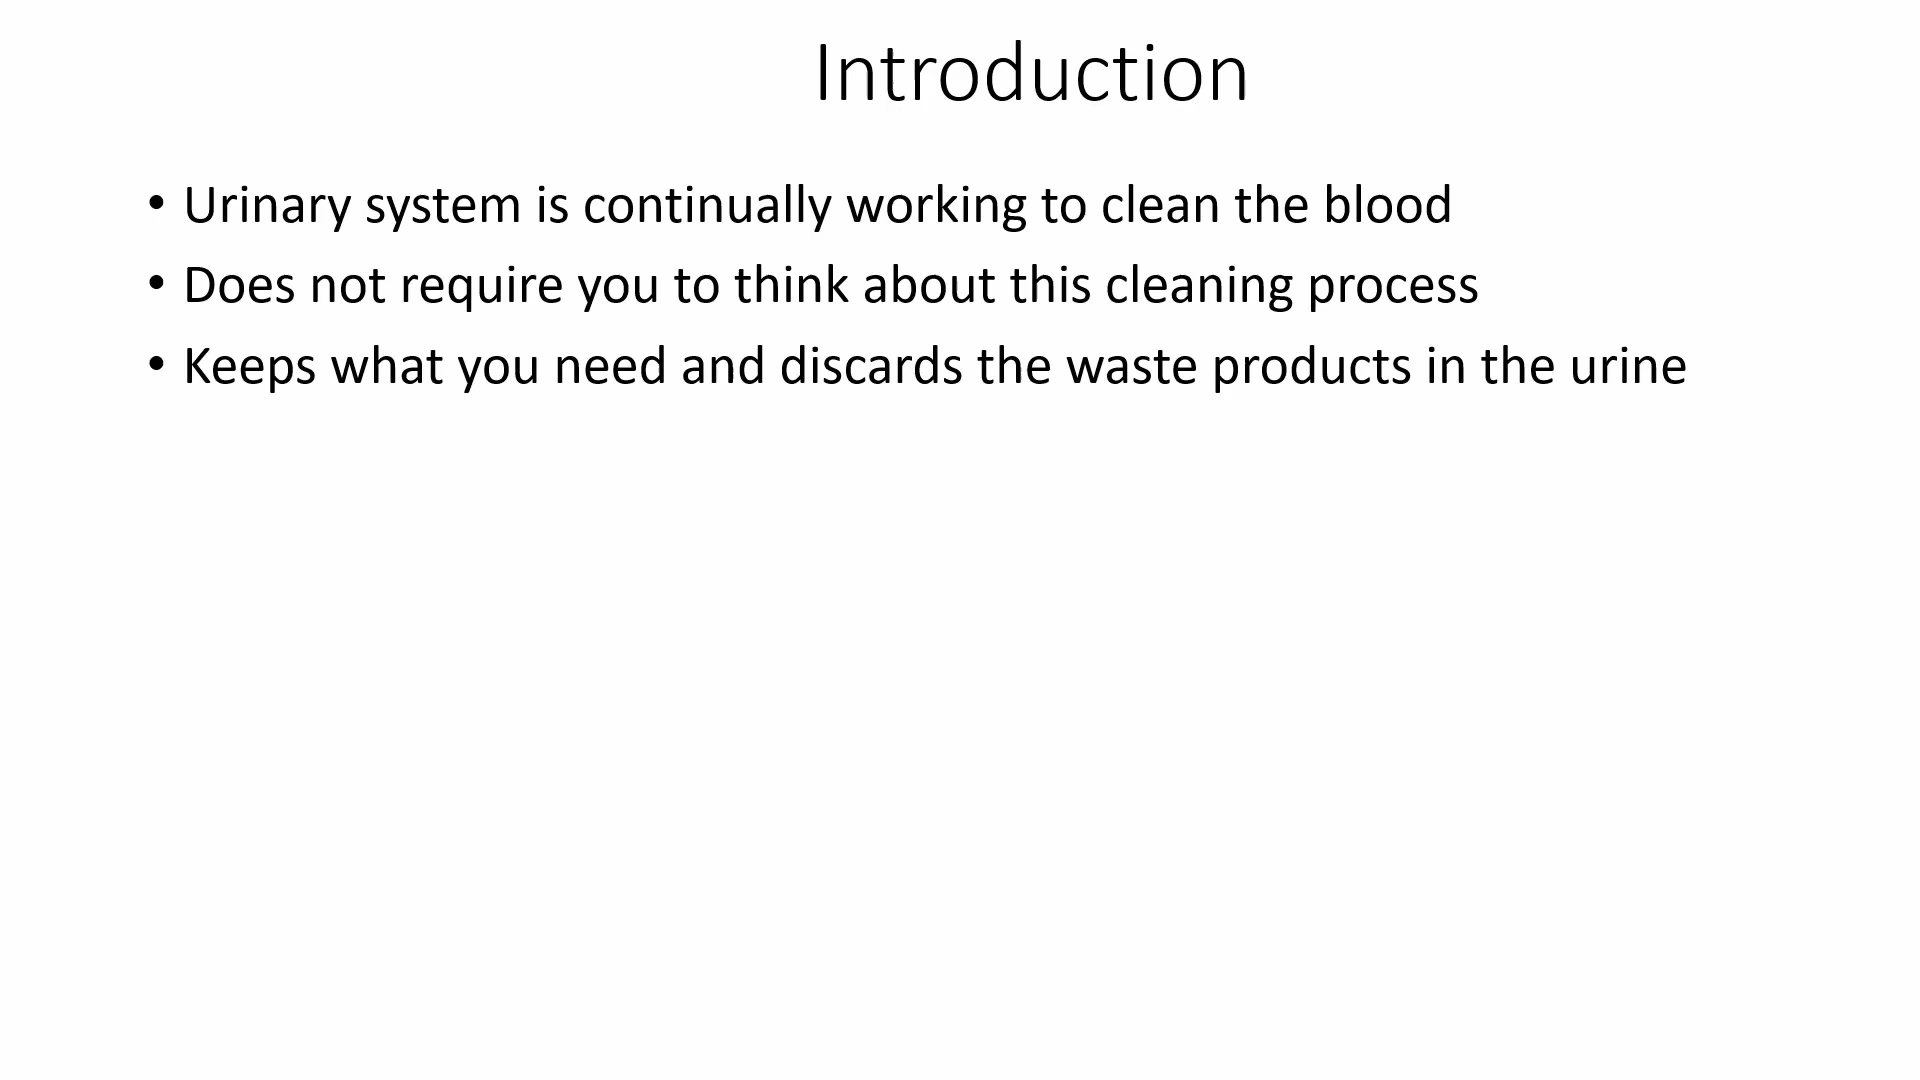 Introduction
• Urinary system is continually working to clean the blood
• Does not require you to think about this cleaning process
• Keeps what you need and discards the waste products in the urine